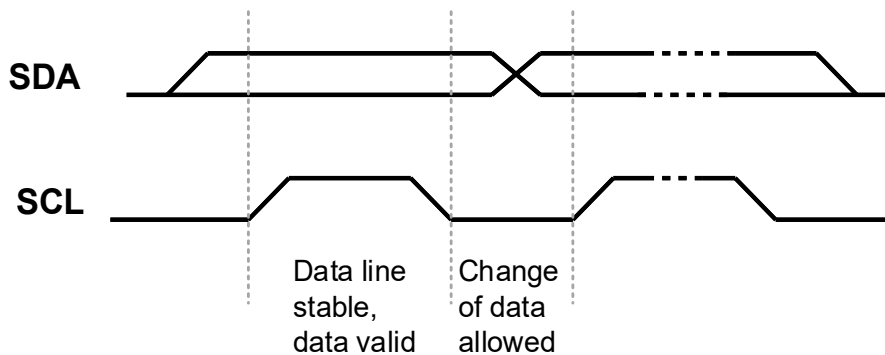 SDA
SCL
Data line
stable,
data valid
Change
of data
allowed